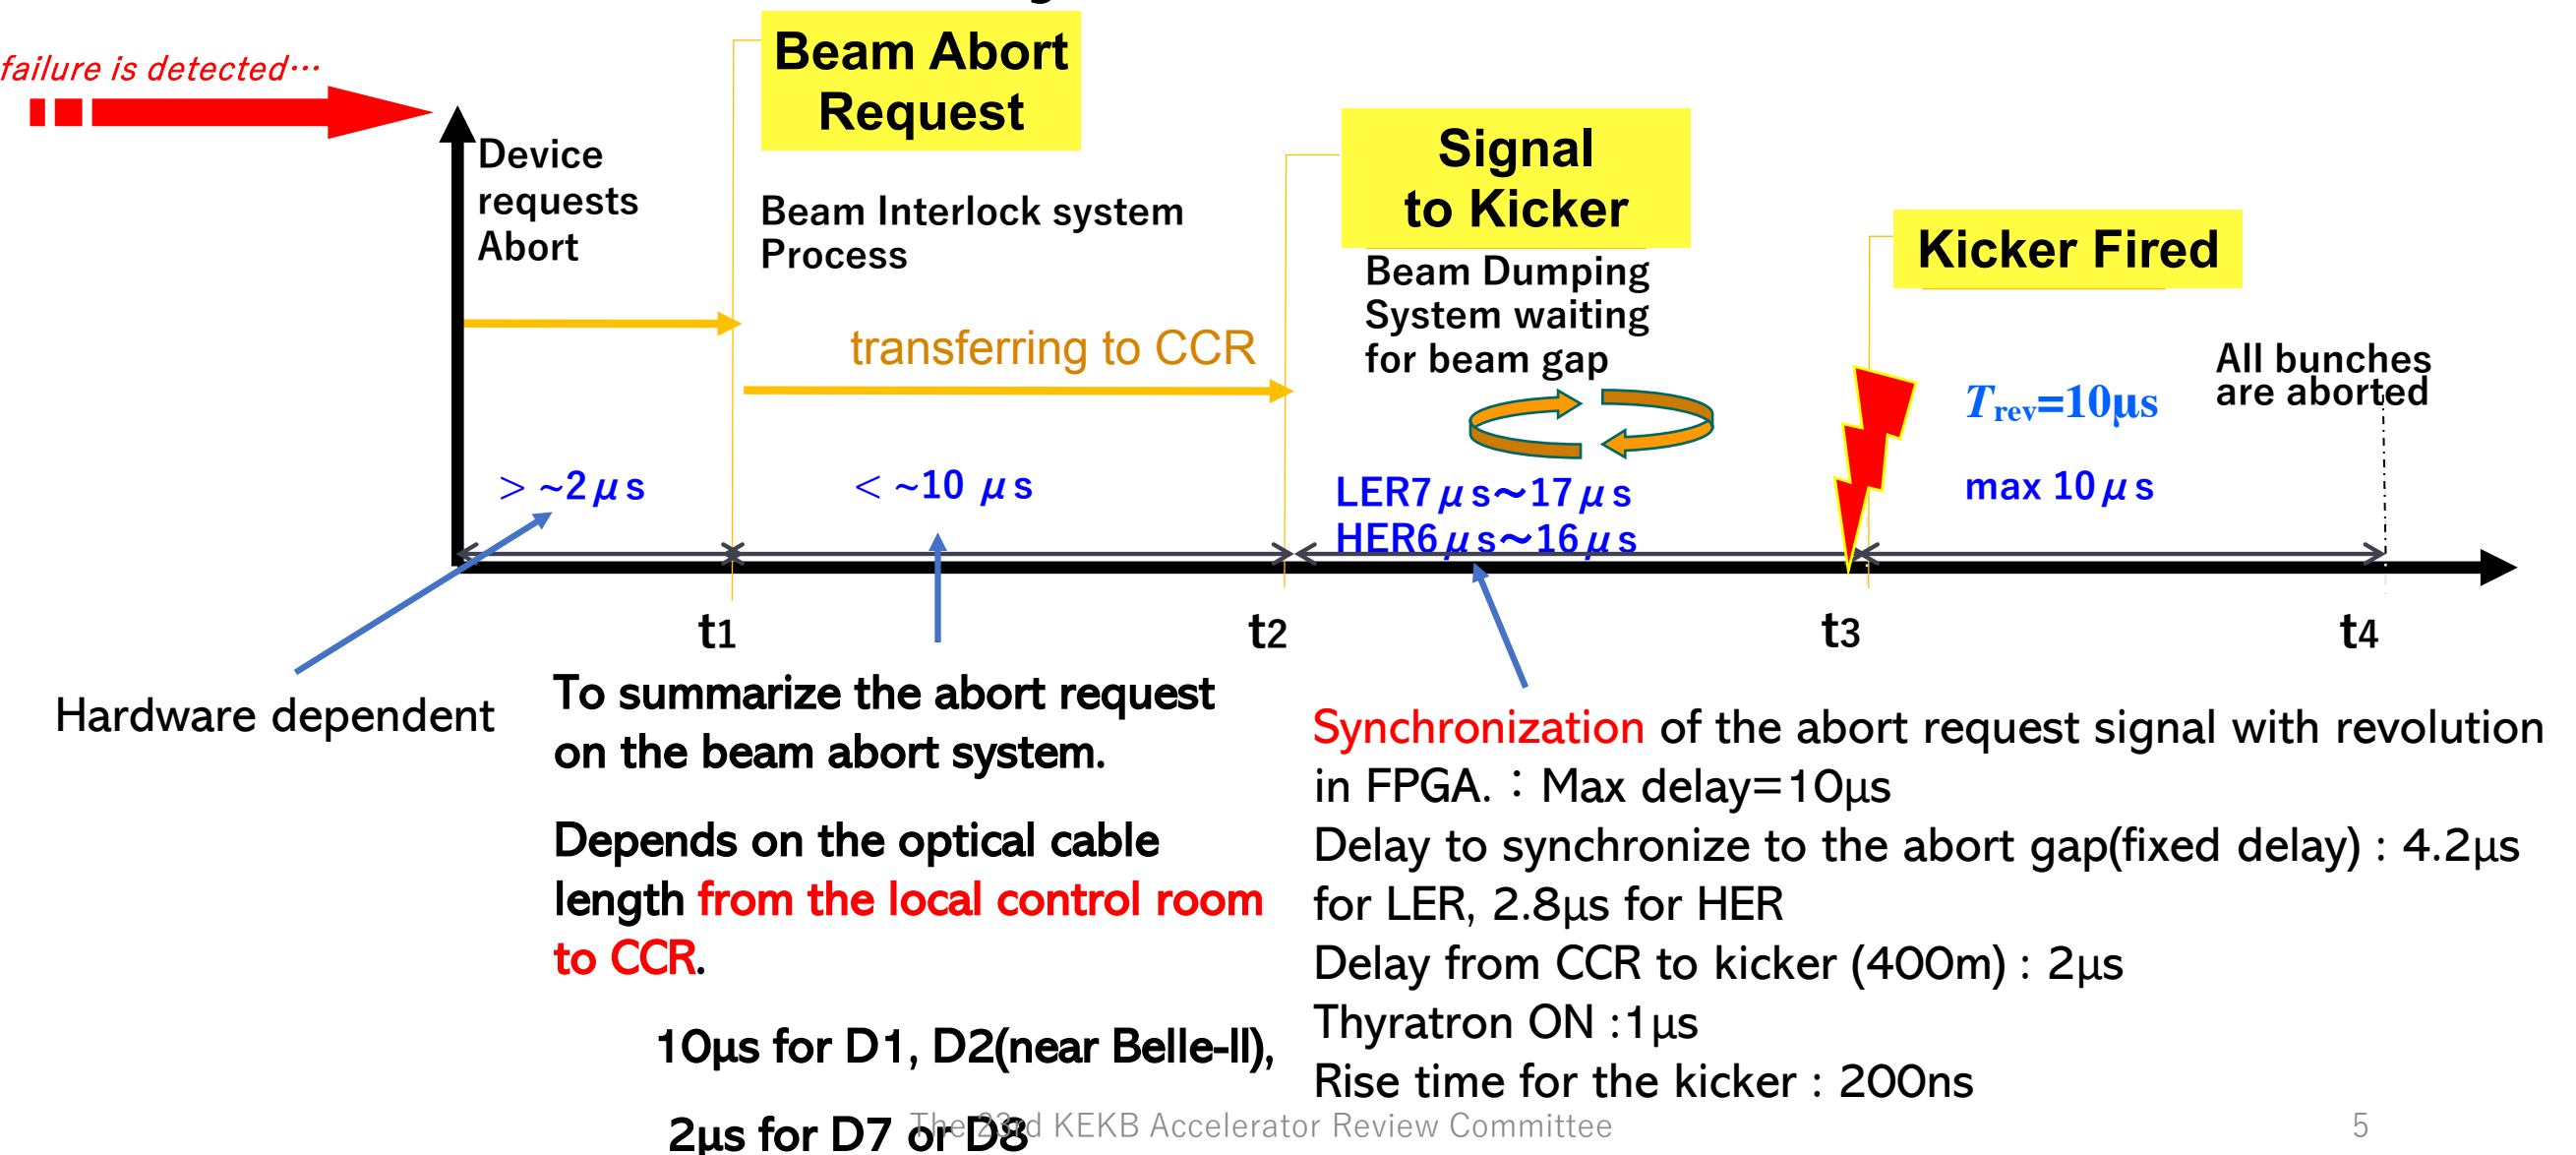 failure is detected…
Beam Abort
Request
Device
requests
Abort
Beam Interlock system
Process
Signal
to Kicker
Beam Dumping
System waiting
for beam gap
Kicker Fired
transferring to CCR
All bunches
are aborted
Trev=10μs
> ~2μs
< ~10 μs
LER7μs～17μs
HER6μs～16μs
max 10μs
t1
t2
t3
t4
Hardware dependent
To summarize the abort request
on the beam abort system.
Depends on the optical cable
length from the local control room
to CCR.
10μs for D1, D2(near Belle-II),
2μs for D7 or D8
Synchronization of the abort request signal with revolution
in FPGA.：Max delay=10μs
Delay to synchronize to the abort gap(fixed delay) : 4.2μs
for LER, 2.8μs for HER
Delay from CCR to kicker (400m) : 2μs
Thyratron ON :1μs
Rise time for the kicker : 200ns
The 23rd KEKB Accelerator Review Committee
5